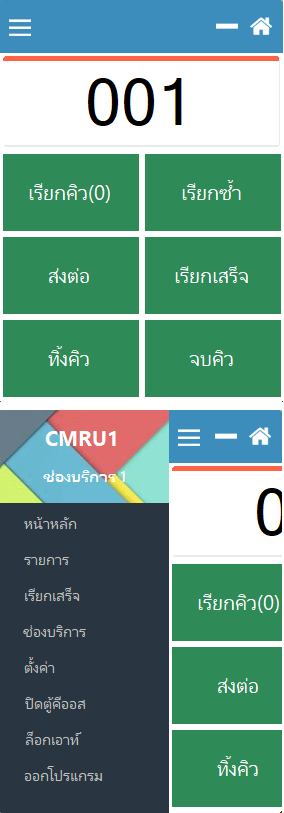 001
เรียกคิว(0) เรียกซ้ำ
ส่งต่อ เรียกเสร็จ
ทิ้งคิว จบคิว
CMRU1
ช่องบริการ 1
หน้าหลัก
รายการ
เรียกเสร็จ
ช่องบริการ
ตั้งค่า
ปิดตู้คีออส
ล็อกเอาท์
ออกโปรแกรม
0
เรียกคิว(0)
ส่งต่อ
ทิ้งคิว